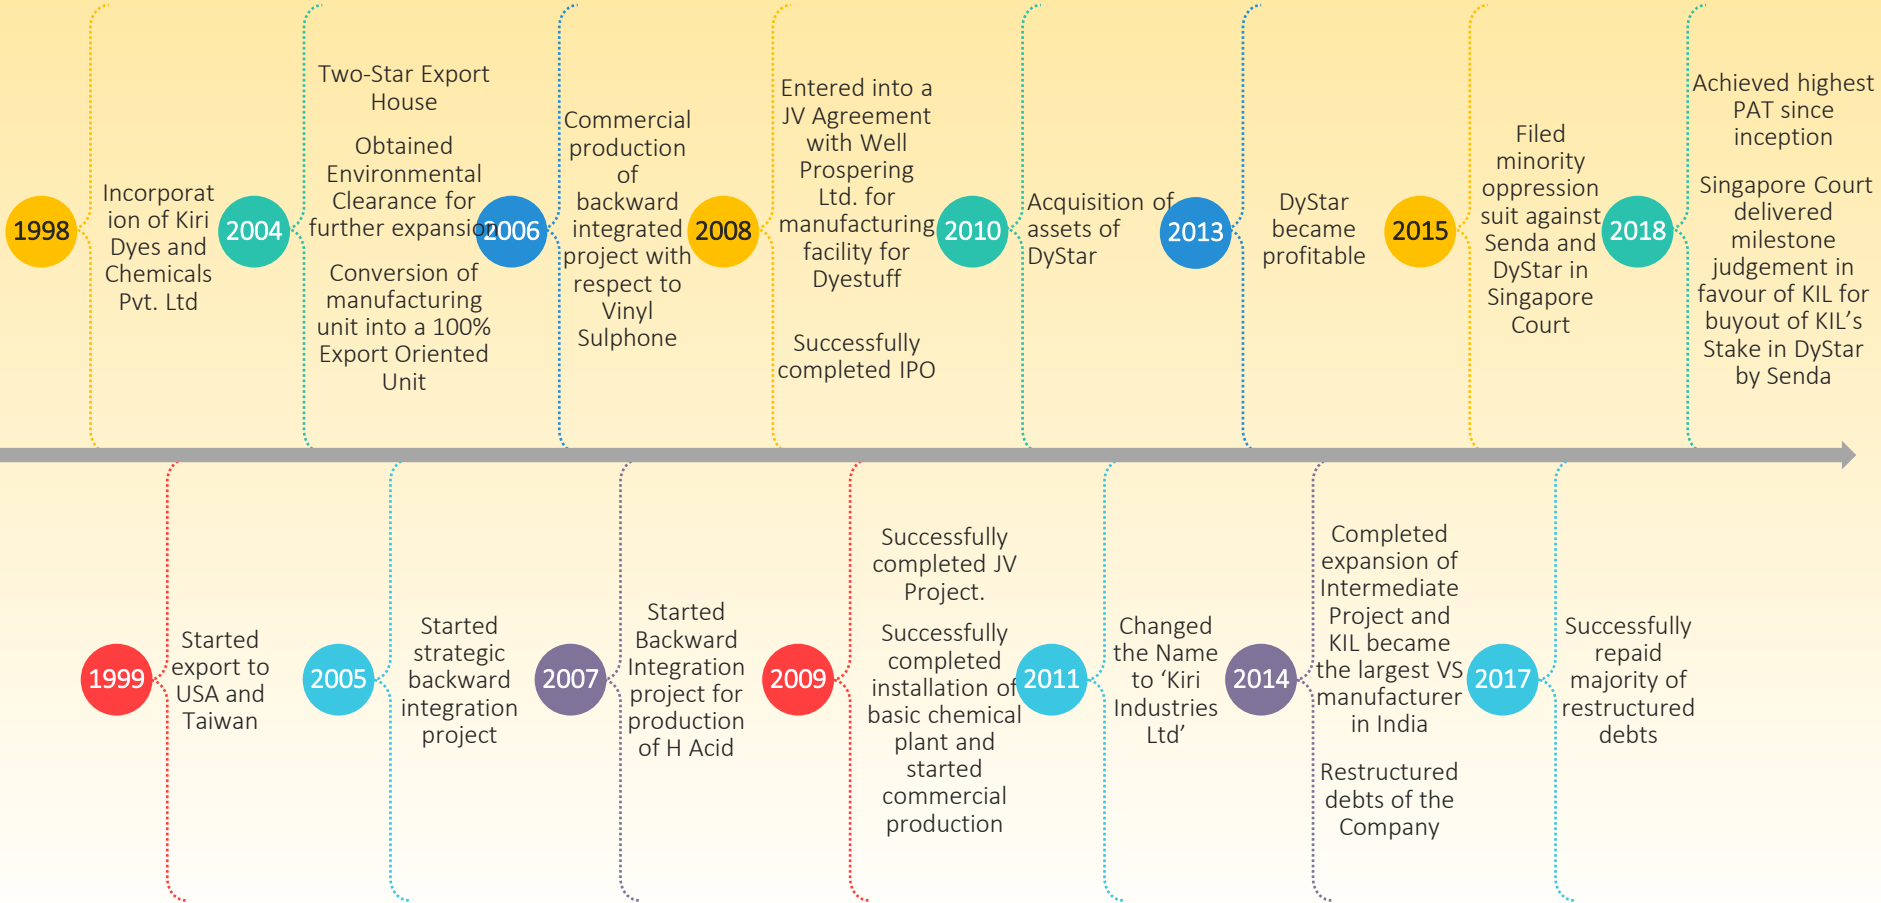 1998
Incorporat
ion of Kiri
Dyes and
Chemicals
Pvt. Ltd
2004
Two-Star Export
House
Obtained
Environmental
Clearance for
further expansion
Conversion of
manufacturing
unit into a 100%
Export Oriented
Unit
2006
Commercial
production
of
backward
integrated
project with
respect to
Vinyl
Sulphone
2008
Entered into a
JV Agreement
with Well
Prospering
Ltd. for
manufacturing
facility for
Dyestuff
Successfully
completed IPO
2010
Acquisition of
assets of
DyStar
2013
DyStar
became
profitable
2015
Filed
minority
oppression
suit against
Senda and
DyStar in
Singapore
Court
2018
Achieved highest
PAT since
inception
Singapore Court
delivered
milestone
judgement in
favour of KIL for
buyout of KIL’s
Stake in DyStar
by Senda
1999
Started
export to
USA and
Taiwan
2005
Started
strategic
backward
integration
project
2007
Started
Backward
Integration
project for
production
of H Acid
2009
Successfully
completed JV
Project.
Successfully
completed
installation of
basic chemical
plant and
started
commercial
production
2011
Changed
the Name
to ‘Kiri
Industries
Ltd’
2014
Completed
expansion of
Intermediate
Project and
KIL became
the largest VS
manufacturer
in India
Restructured
debts of the
Company
2017
Successfully
repaid
majority of
restructured
debts